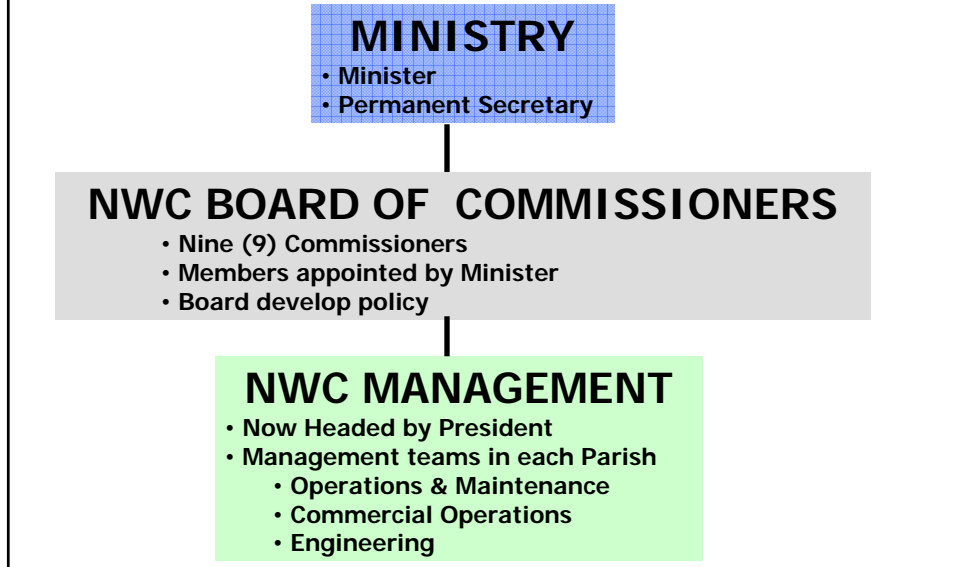 MINISTRY
• Minister
• Permanent Secretary
NWC BOARD OF COMMISSIONERS
• Nine (9) Commissioners
• Members appointed by Minister
• Board develop policy
NWC MANAGEMENT
• Now Headed by President
• Management teams in each Parish
• Operations & Maintenance
• Commercial Operations
• Engineering